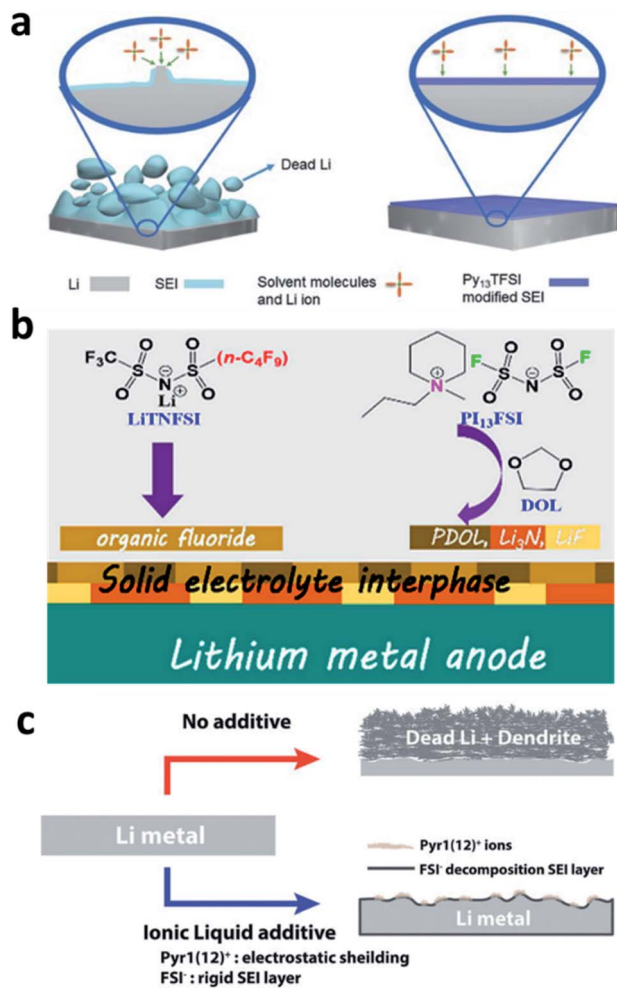 a
Dead Li
Li
SEI
Solvent molecules
and Li ion
Py₁₃TFSI
modified SEI
b
F₃C
S
O
O
N
⊖
Li
⊕
S
O
O
(n-C₄F₉)
LiTNFSI
N
⊕
F
S
O
O
N
⊖
S
O
O
F
PI₁₃FSI
O
O
DOL
organic fluoride
PDOL, Li₃N, LiF
Solid electrolyte interphase
Lithium metal anode
c
No additive
Dead Li + Dendrite
Li metal
Pyr1(12)⁺ ions
FSI⁻ decomposition SEI layer
Li metal
Ionic Liquid additive
Pyr1(12)⁺ : electrostatic sheilding
FSI⁻ : rigid SEI layer